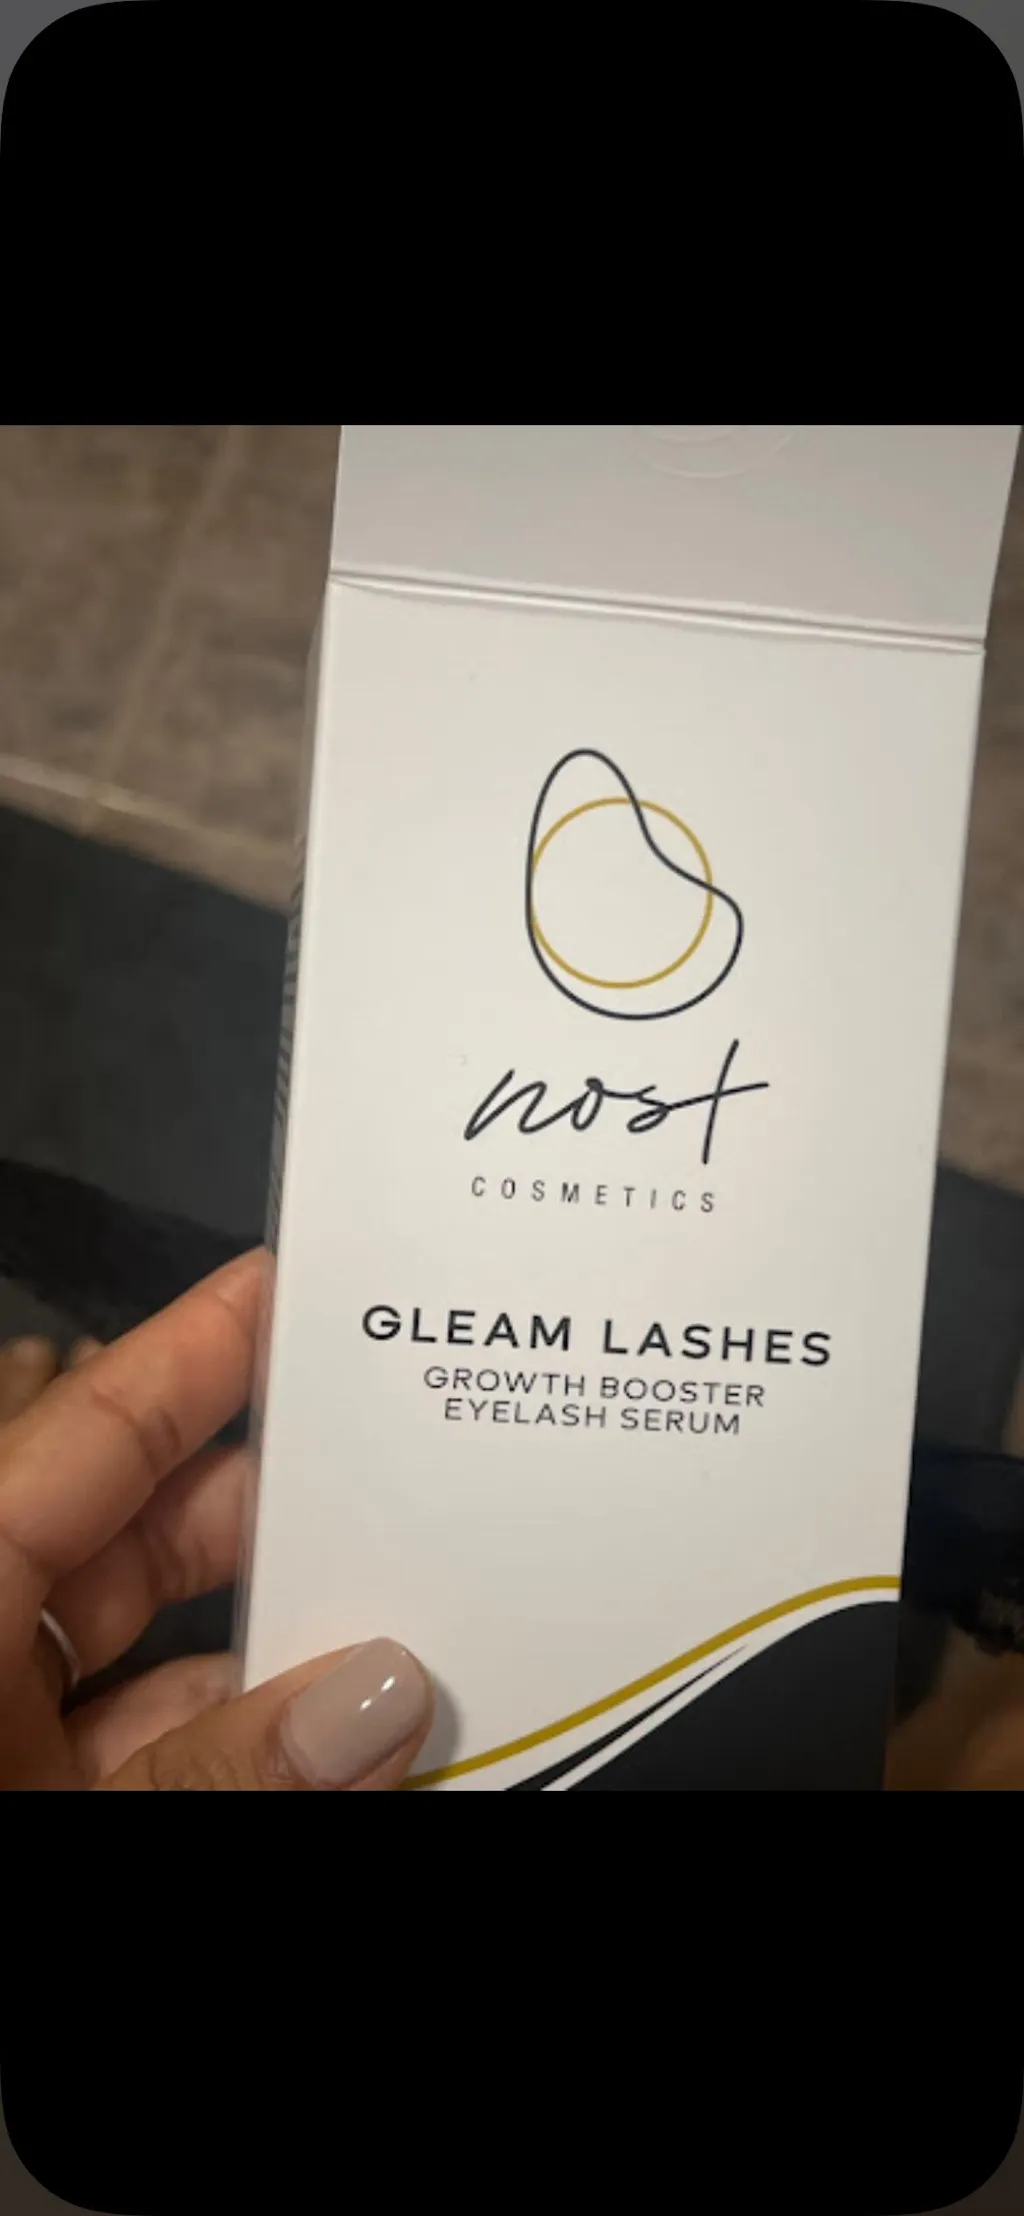 nost
COSMETICS
GLEAM LASHES
GROWTH BOOSTER
EYELASH SERUM